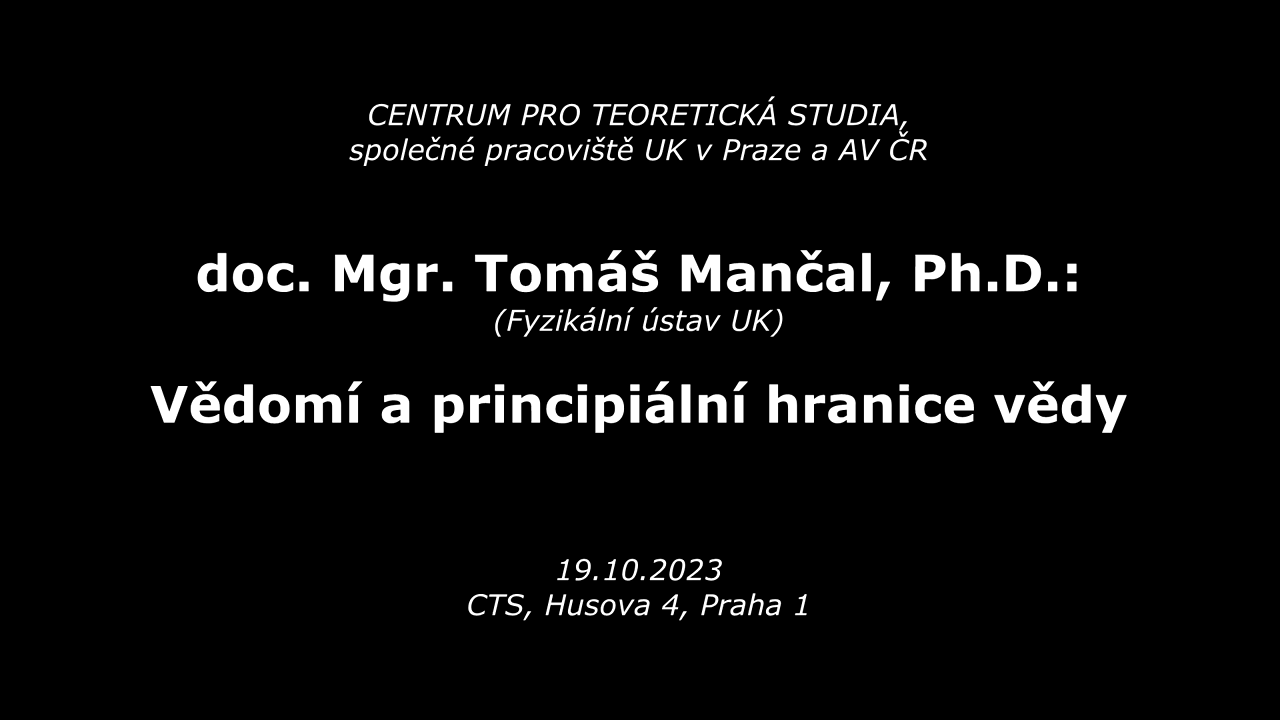 CENTRUM PRO TEORETICKÁ STUDIA,
společné pracoviště UK v Praze a AV ČR
doc. Mgr. Tomáš Mančal, Ph.D.:
(Fyzikální ústav UK)
Vědomí a principiální hranice vědy
19.10.2023
CTS, Husova 4, Praha 1